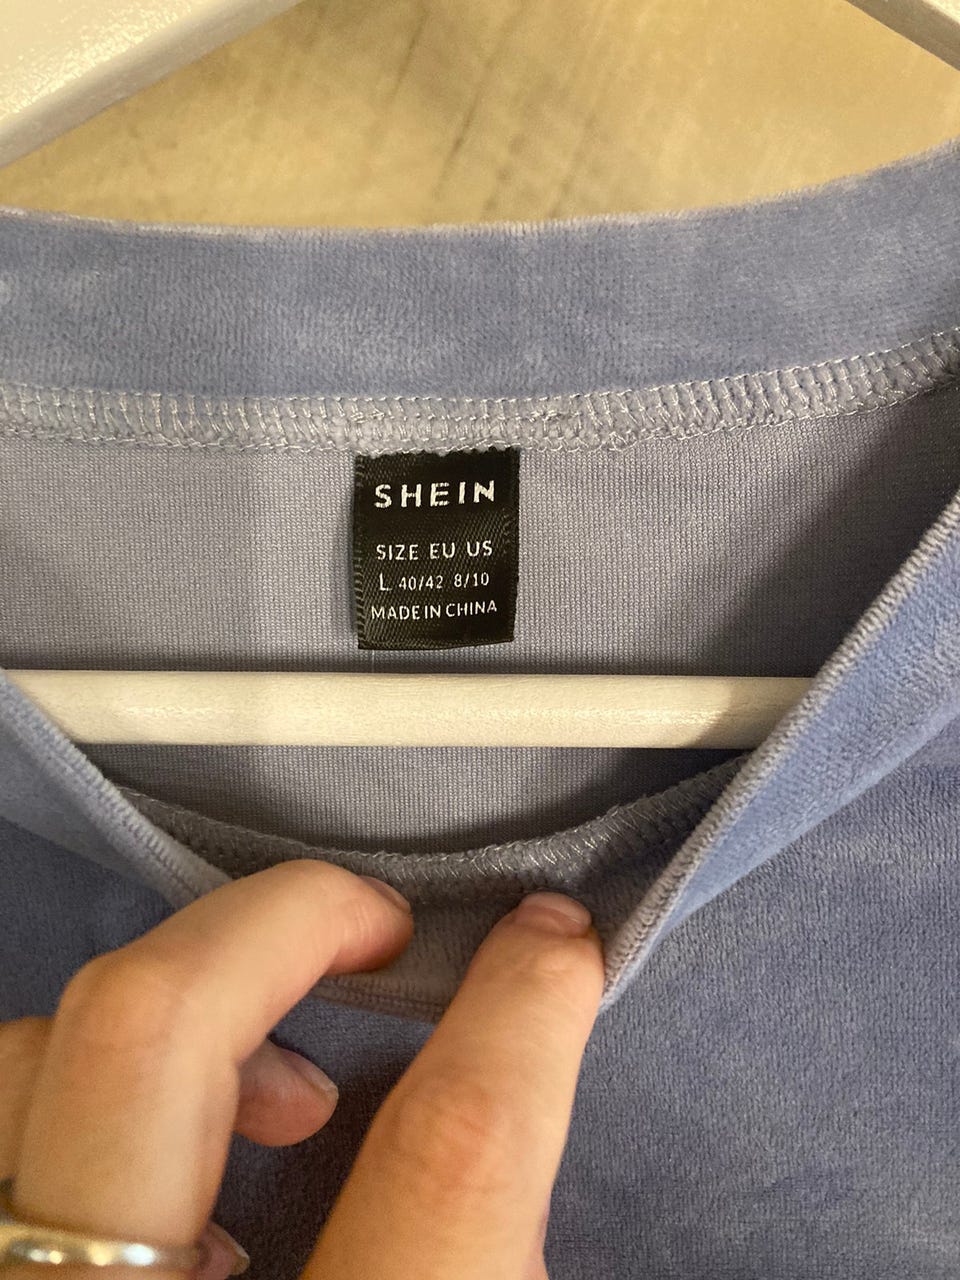 SHEIN
SIZE EU US
L 40/42 8/10
MADE IN CHINA